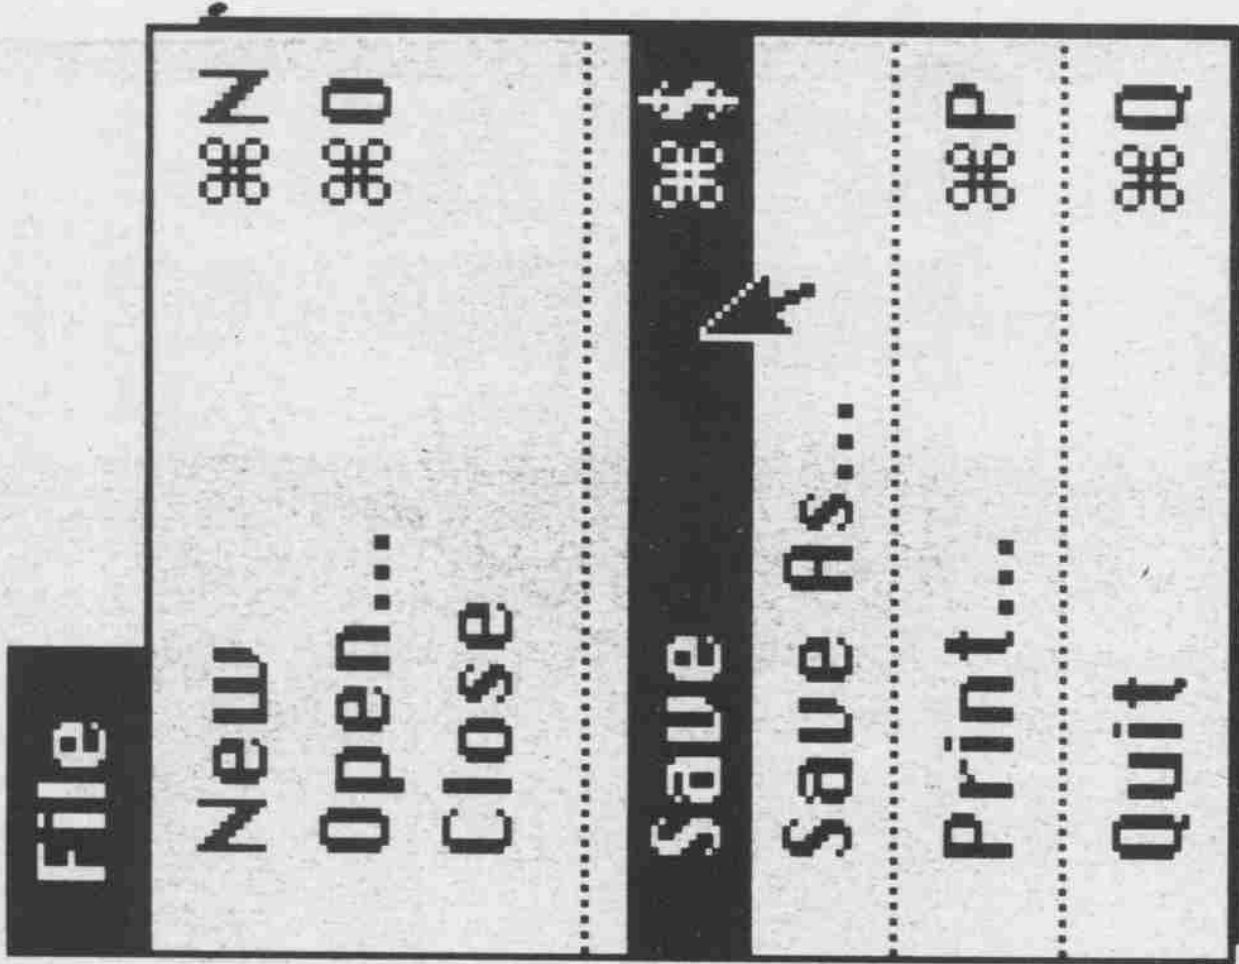 File
New ⌘N
Open... ⌘O
Close
Save ⌘$
Save As...
Print... ⌘P
Quit ⌘Q